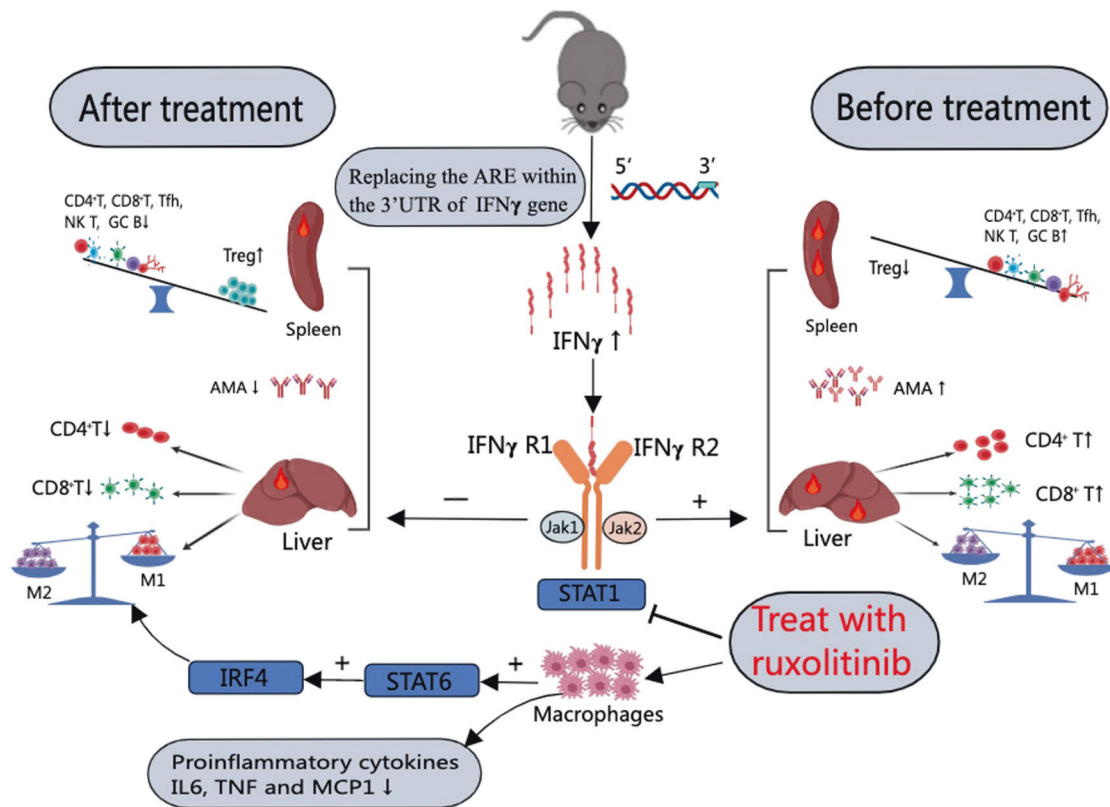 After treatment
Before treatment
Replacing the ARE within
the 3'UTR of IFNγ gene
5' 3'
CD4⁺T, CD8⁺T, Tfh,
NK T, GC B↓
Treg↑
Spleen
IFNγ ↑
CD4⁺T, CD8⁺T, Tfh,
NK T, GC B↑
Treg↓
Spleen
AMA ↓
AMA ↑
CD4⁺T↓
CD8⁺T↓
Liver
M2
M1
IFNγ R1
IFNγ R2
−
+
Jak1
Jak2
STAT1
CD4⁺ T↑
CD8⁺ T↑
Liver
M2
M1
Treat with
ruxolitinib
IRF4
+
STAT6
+
Macrophages
Proinflammatory cytokines
IL6, TNF and MCP1 ↓